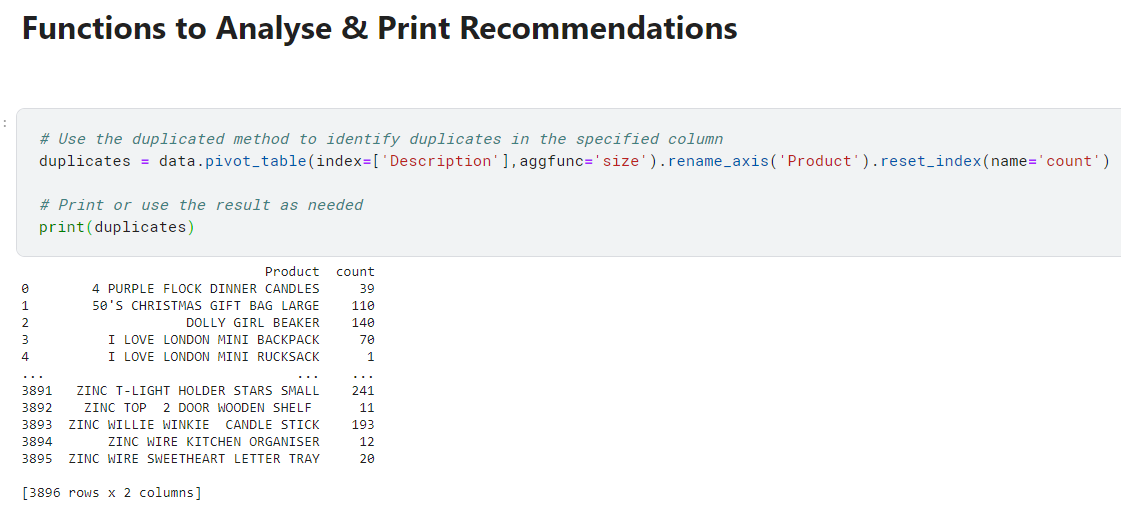 Functions to Analyse & Print Recommendations
:
# Use the duplicated method to identify duplicates in the specified column
duplicates = data.pivot_table(index=['Description'],aggfunc='size').rename_axis('Product').reset_index(name='count')
# Print or use the result as needed
print(duplicates)
Product count
0 4 PURPLE FLOCK DINNER CANDLES 39
1 50'S CHRISTMAS GIFT BAG LARGE 110
2 DOLLY GIRL BEAKER 140
3 I LOVE LONDON MINI BACKPACK 70
4 I LOVE LONDON MINI RUCKSACK 1
... ... ...
3891 ZINC T-LIGHT HOLDER STARS SMALL 241
3892 ZINC TOP  2 DOOR WOODEN SHELF 11
3893 ZINC WILLIE WINKIE  CANDLE STICK 193
3894 ZINC WIRE KITCHEN ORGANISER 12
3895 ZINC WIRE SWEETHEART LETTER TRAY 20
[3896 rows x 2 columns]